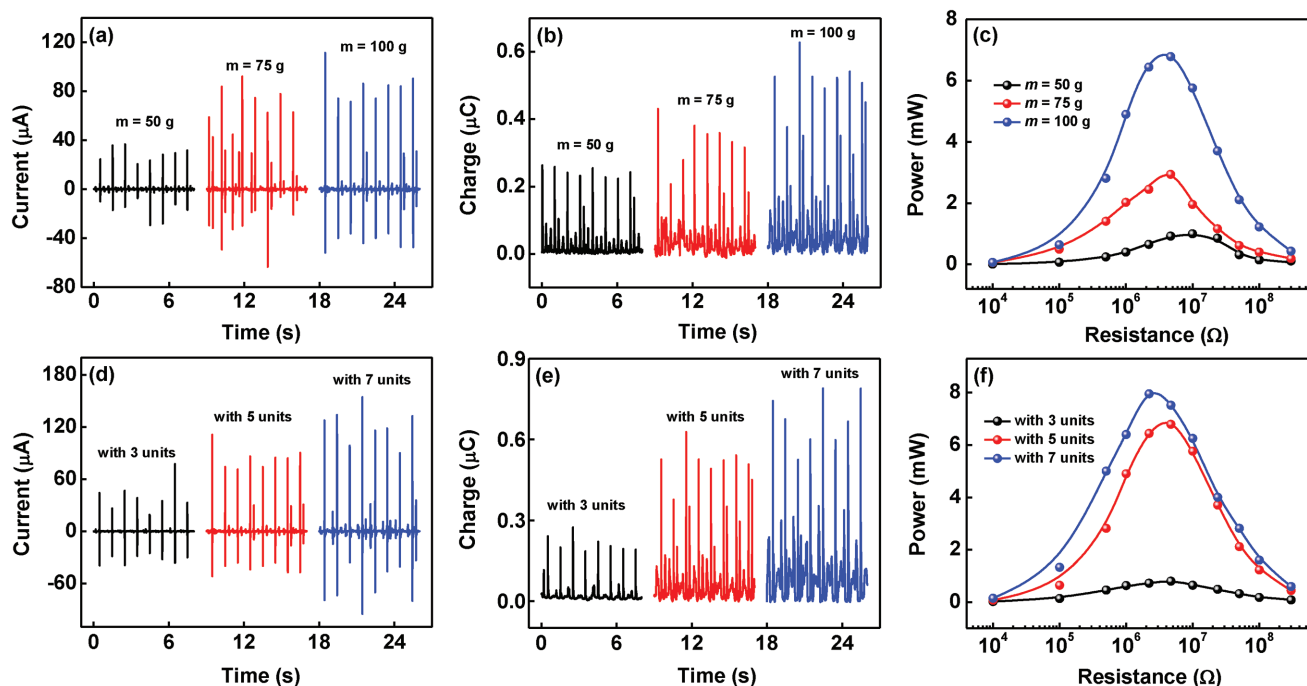 (a)
m = 50 g
m = 75 g
m = 100 g
120
80
40
0
-40
-80
Current (μA)
0 6 12 18 24
Time (s)
(b)
m = 50 g
m = 75 g
m = 100 g
0.6
0.4
0.2
0.0
Charge (μC)
0 6 12 18 24
Time (s)
(c)
m = 50 g
m = 75 g
m = 100 g
8
6
4
2
0
Power (mW)
10⁴ 10⁵ 10⁶ 10⁷ 10⁸
Resistance (Ω)
(d)
with 3 units
with 5 units
with 7 units
180
120
60
0
-60
Current (μA)
0 6 12 18 24
Time (s)
(e)
with 3 units
with 5 units
with 7 units
0.9
0.6
0.3
0.0
Charge (μC)
0 6 12 18 24
Time (s)
(f)
with 3 units
with 5 units
with 7 units
8
6
4
2
0
Power (mW)
10⁴ 10⁵ 10⁶ 10⁷ 10⁸
Resistance (Ω)